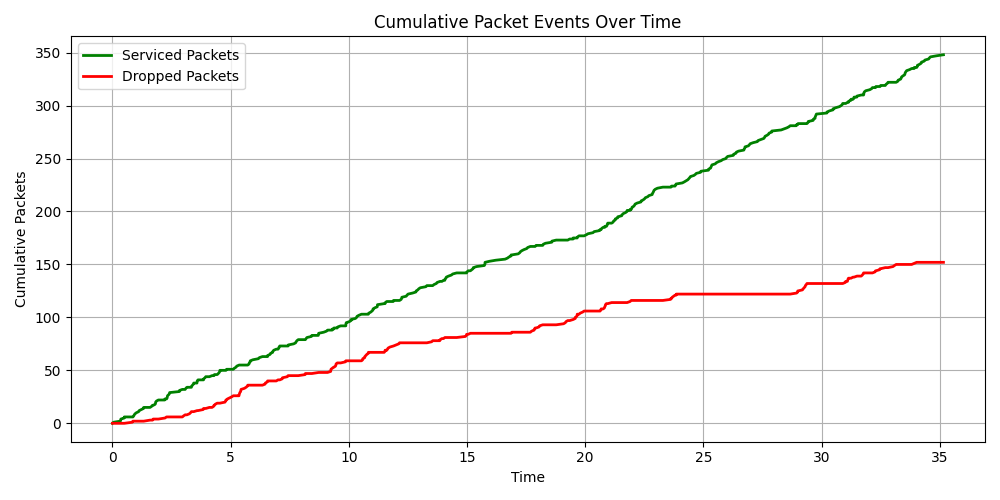 Cumulative Packet Events Over Time
Serviced Packets
Dropped Packets
Cumulative Packets
350
300
250
200
150
100
50
0
0 5 10 15 20 25 30 35
Time